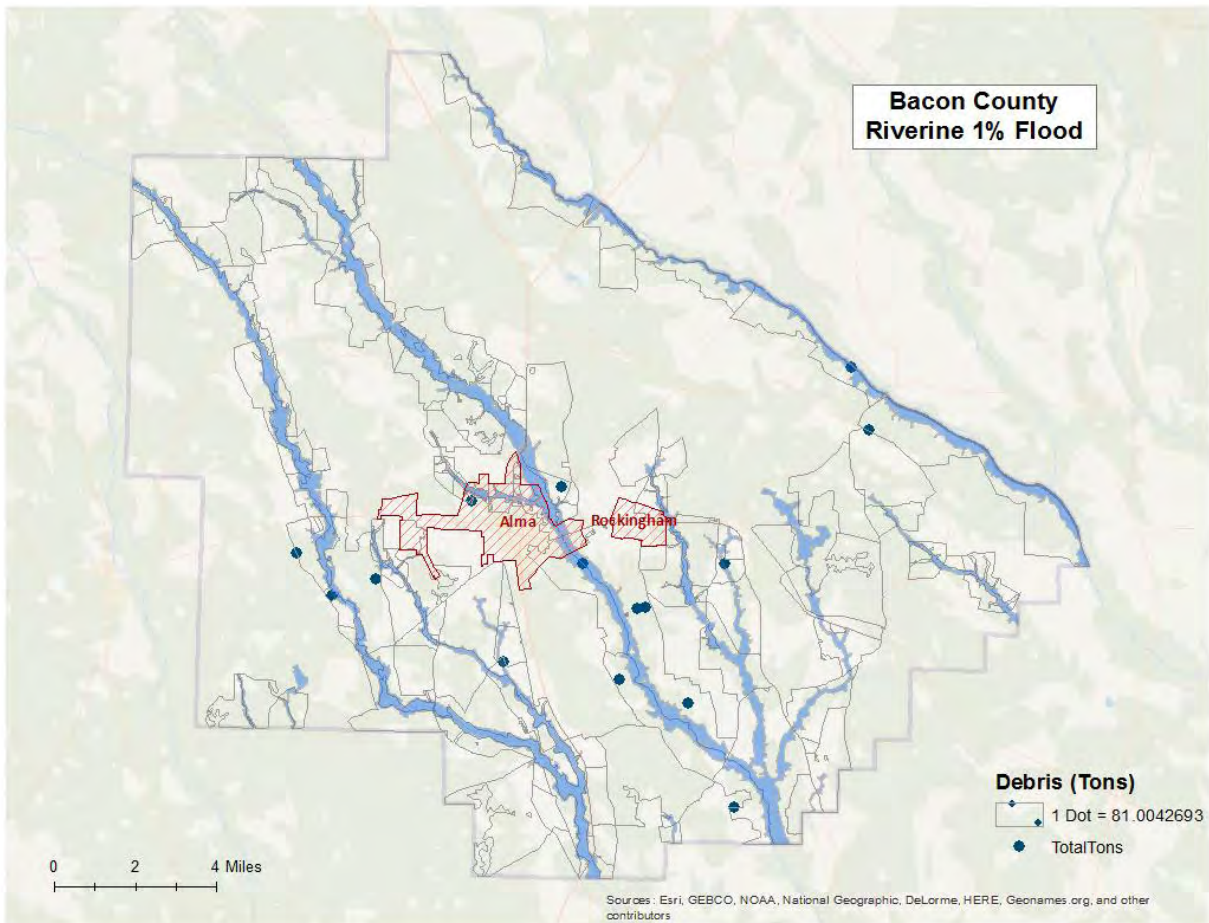 Bacon County
Riverine 1% Flood
Alma
Rockingham
Debris (Tons)
1 Dot = 81.0042693
TotalTons
0 2 4 Miles
Sources: Esri, GEBCO, NOAA, National Geographic, DeLorme, HERE, Geonames.org, and other
contributors